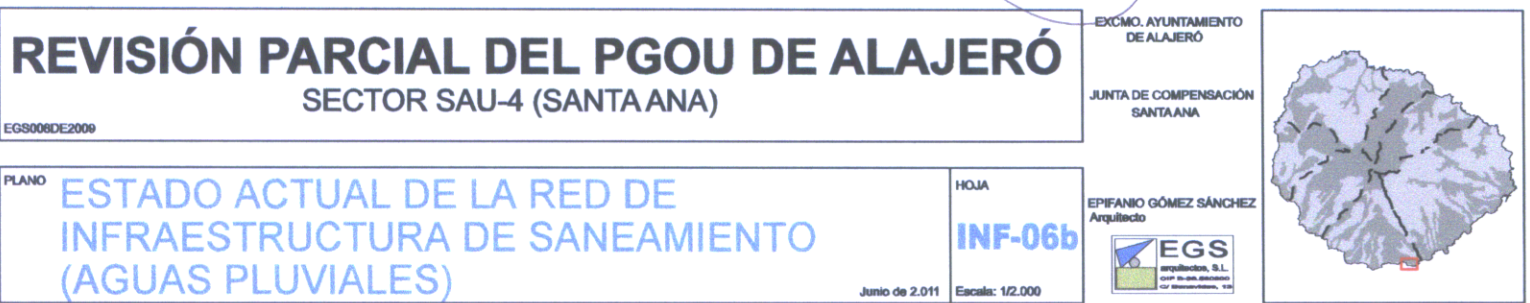 REVISIÓN PARCIAL DEL PGOU DE ALAJERÓ
SECTOR SAU-4 (SANTA ANA)
EGS006DE2009
PLANO
ESTADO ACTUAL DE LA RED DE
INFRAESTRUCTURA DE SANEAMIENTO
(AGUAS PLUVIALES)
Junio de 2.011
HOJA
INF-06b
Escala: 1/2.000
EXCMO. AYUNTAMIENTO
DE ALAJERÓ
JUNTA DE COMPENSACIÓN
SANTA ANA
EPIFANIO GÓMEZ SÁNCHEZ
Arquitecto
EGS
arquitectos, S.L.